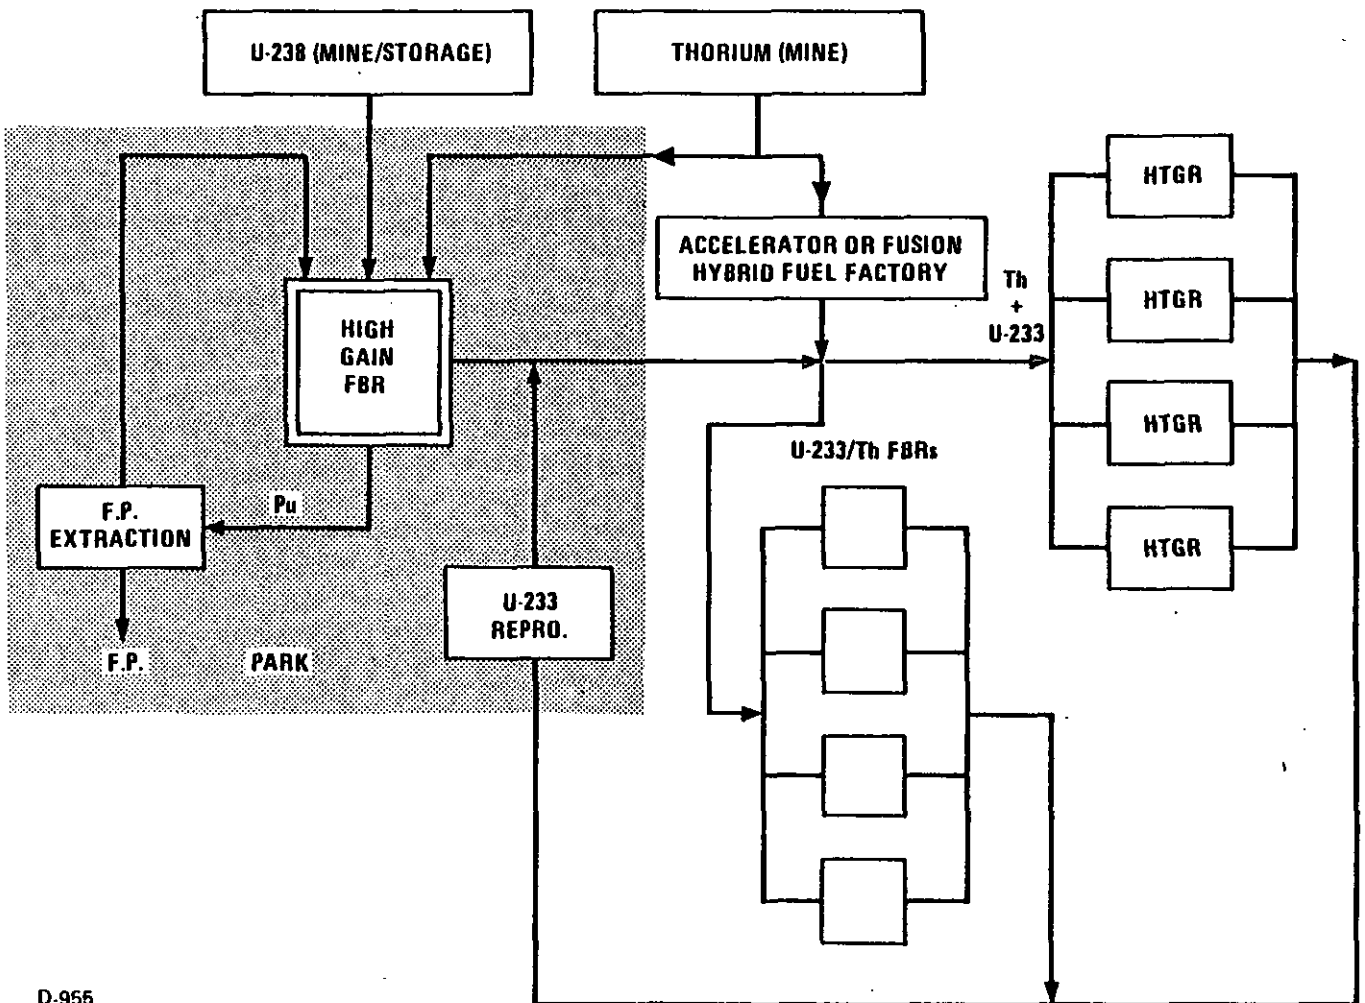 U-238 (MINE/STORAGE)
THORIUM (MINE)
HTGR
ACCELERATOR OR FUSION
HYBRID FUEL FACTORY
Th
+
U-233
HTGR
HIGH
GAIN
FBR
HTGR
U-233/Th FBRs
F.P.
EXTRACTION
Pu
HTGR
U-233
REPRO.
F.P.
PARK
D-955